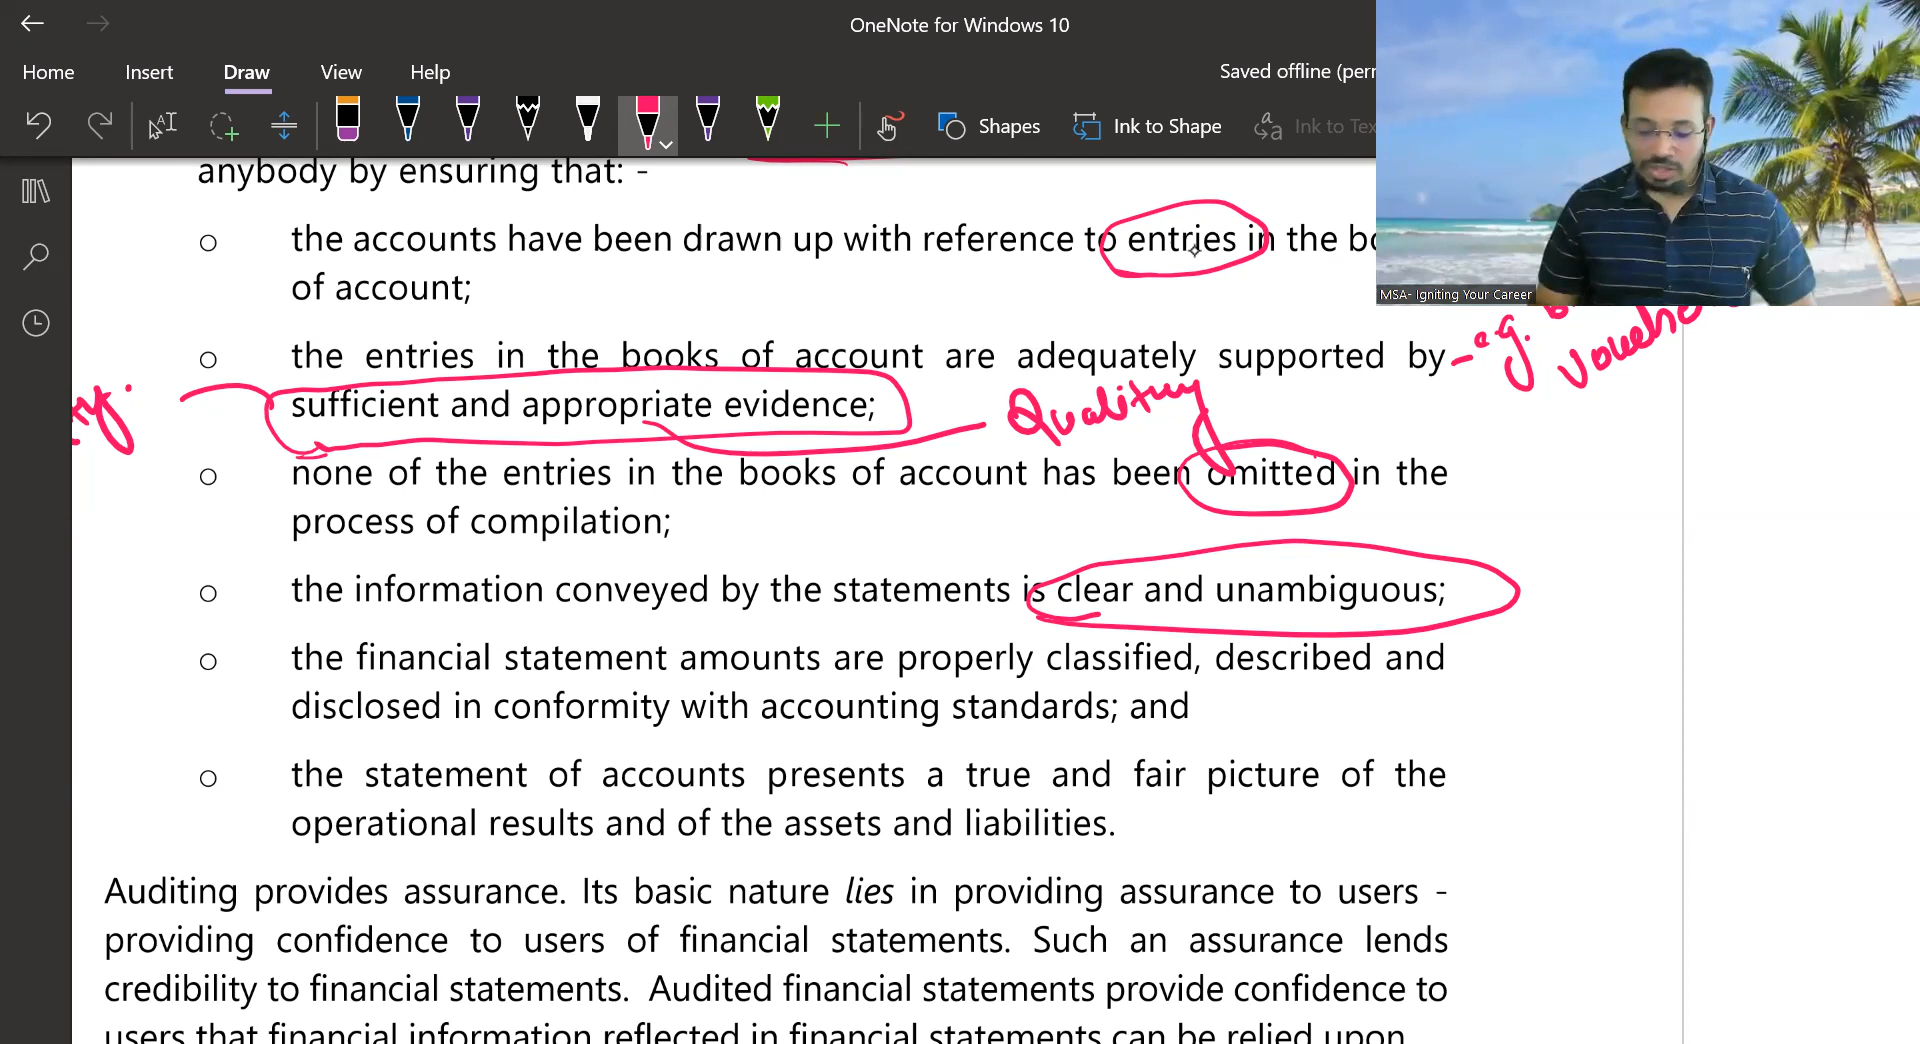 OneNote for Windows 10
Home Insert Draw View Help Saved offline (per
Shapes Ink to Shape Ink to Tex
anybody by ensuring that: -
the accounts have been drawn up with reference to entries in the bo
of account;
MSA- Igniting Your Career
the entries in the books of account are adequately supported by - e.g.
sufficient and appropriate evidence; Quality
none of the entries in the books of account has been omitted in the
process of compilation;
the information conveyed by the statements is clear and unambiguous;
the financial statement amounts are properly classified, described and
disclosed in conformity with accounting standards; and
the statement of accounts presents a true and fair picture of the
operational results and of the assets and liabilities.
Auditing provides assurance. Its basic nature lies in providing assurance to users -
providing confidence to users of financial statements. Such an assurance lends
credibility to financial statements. Audited financial statements provide confidence to
users that financial information reflected in financial statements can be relied upon